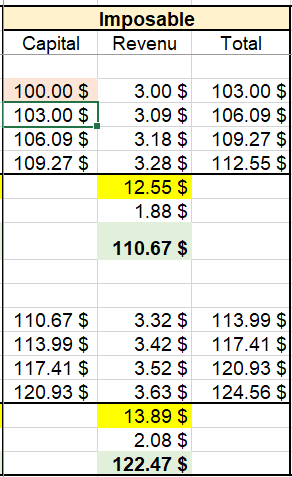 Imposable
Capital Revenu Total
100.00 $ 3.00 $ 103.00 $
103.00 $ 3.09 $ 106.09 $
106.09 $ 3.18 $ 109.27 $
109.27 $ 3.28 $ 112.55 $
12.55 $
1.88 $
110.67 $
110.67 $ 3.32 $ 113.99 $
113.99 $ 3.42 $ 117.41 $
117.41 $ 3.52 $ 120.93 $
120.93 $ 3.63 $ 124.56 $
13.89 $
2.08 $
122.47 $